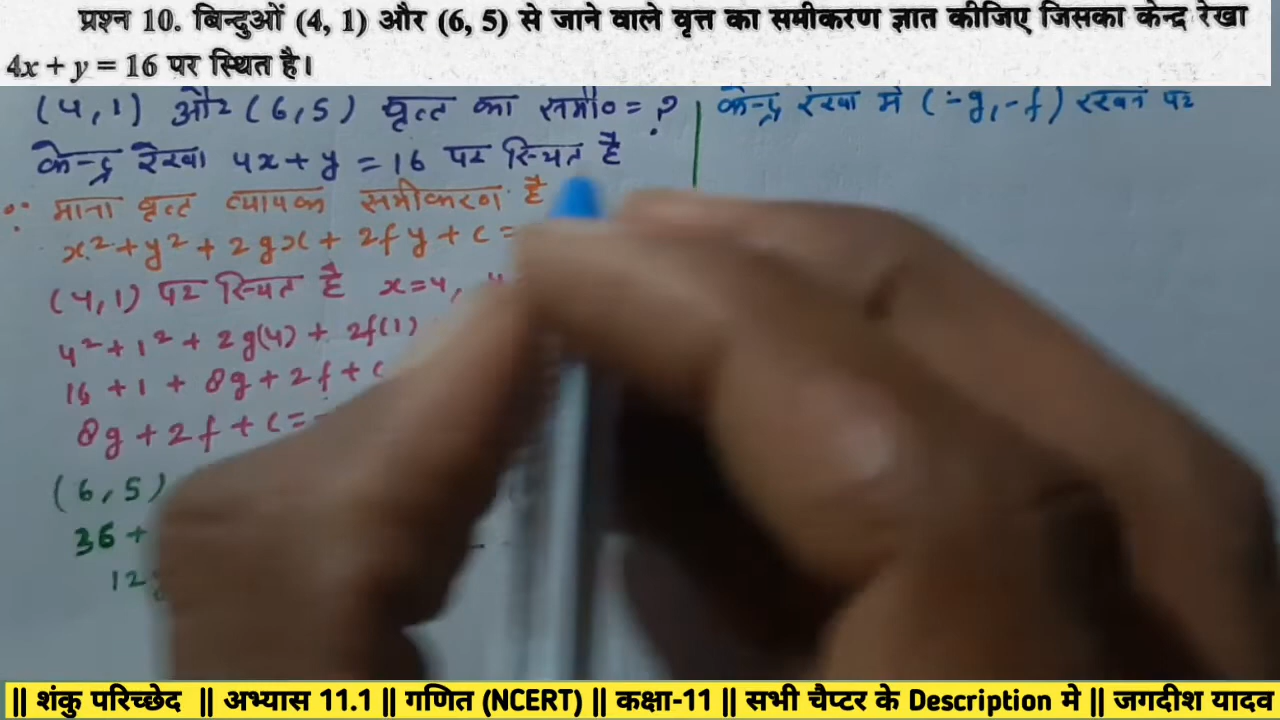 प्रश्न 10. बिन्दुओं (4, 1) और (6, 5) से जाने वाले वृत्त का समीकरण ज्ञात कीजिए जिसका केन्द्र रेखा
4x + y = 16 पर स्थित है।
(4,1) और (6,5) वृत्त का समी० = ?
केन्द्र रेखा 4x + y = 16 पर स्थित है
∵ माना वृत्त व्यापक समीकरण है
x² + y² + 2gx + 2fy + c =
(4,1) पर स्थित है x=4,
4² + 1² + 2g(4) + 2f(1)
16 + 1 + 8g + 2f + c
8g + 2f + c = -
(6,5)
36 +
12g
केन्द्र रेखा मे (-g,-f) रखने पर
|| शंकु परिच्छेद || अभ्यास 11.1 || गणित (NCERT) || कक्षा-11 || सभी चैप्टर के Description मे || जगदीश यादव